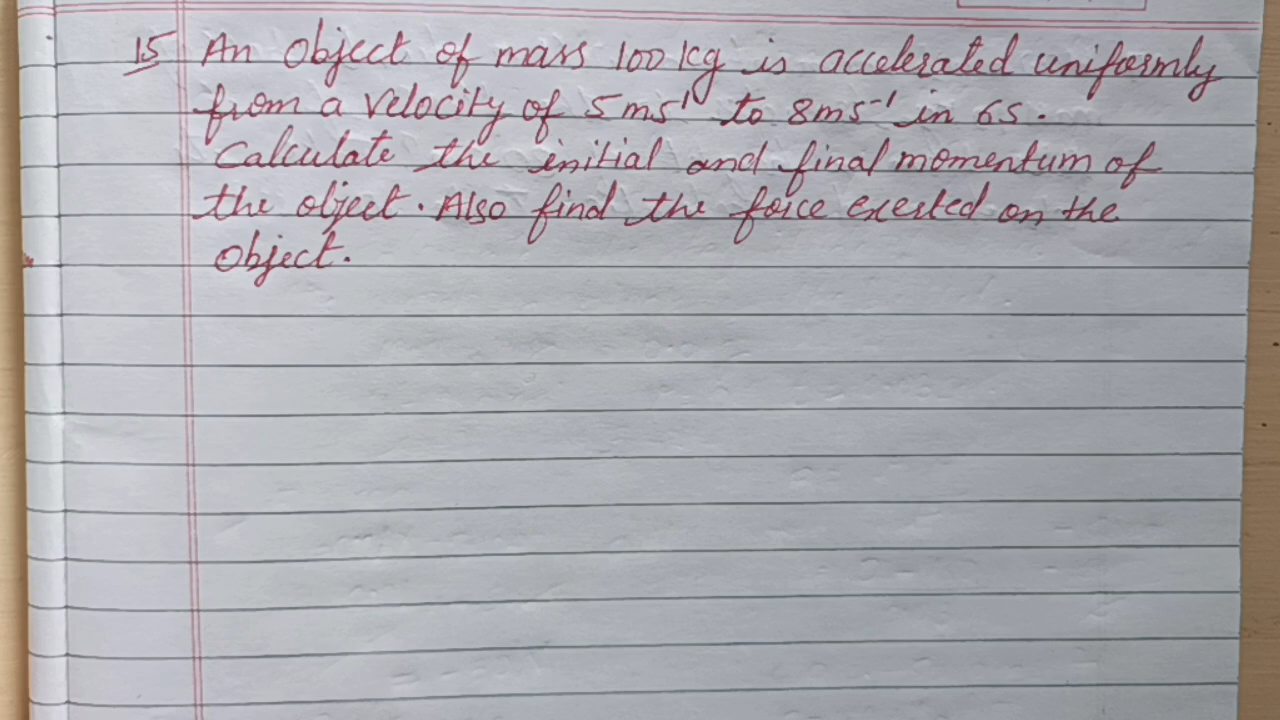 15 An object of mass 100 kg is accelerated uniformly
from a velocity of 5 ms⁻¹ to 8 ms⁻¹ in 6s.
Calculate the initial and final momentum of
the object. Also find the force exerted on the
object.